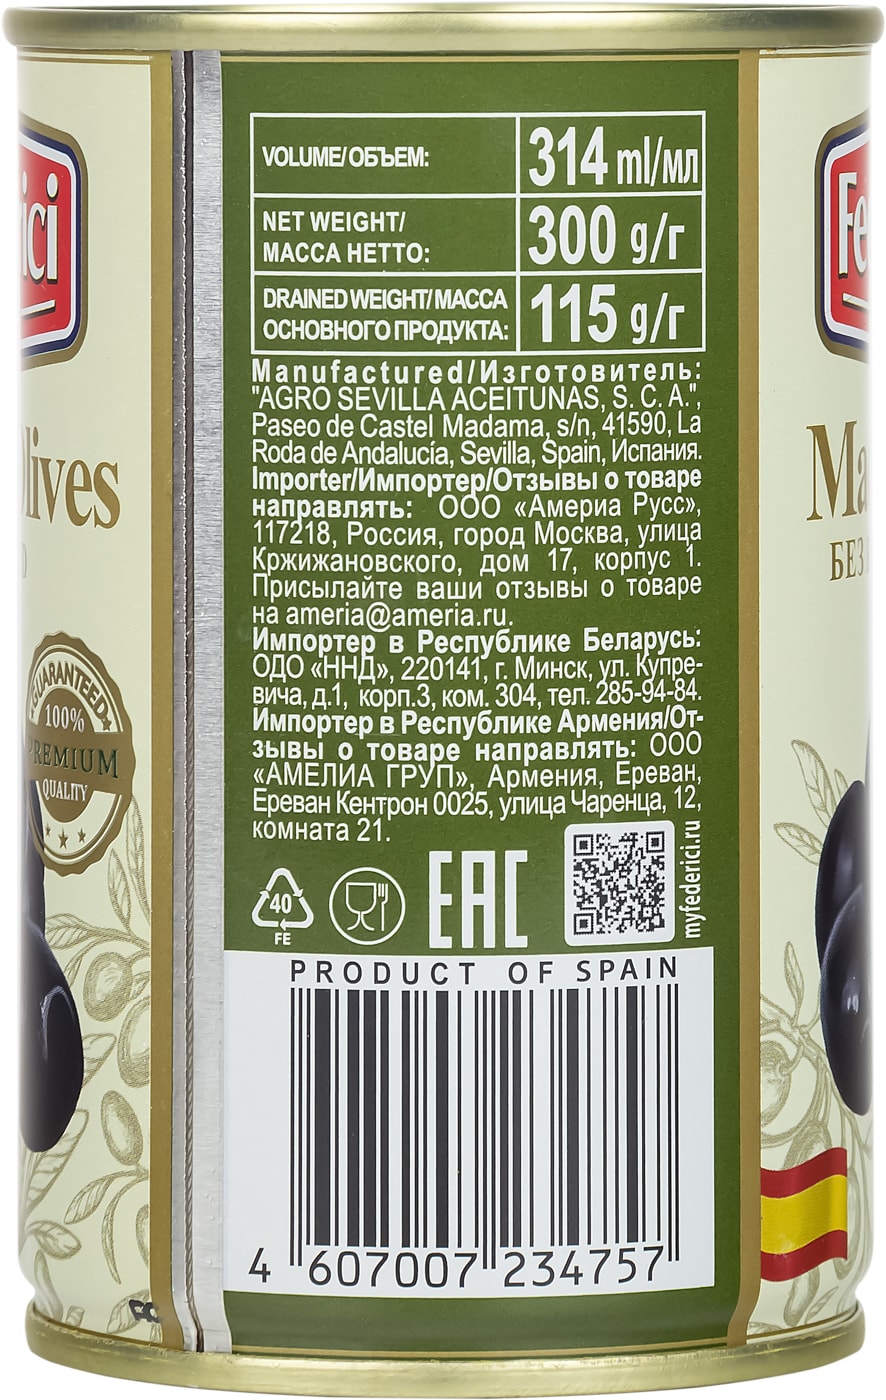 VOLUME/ОБЪЕМ: 314 ml/мл
NET WEIGHT/
МАССА НЕТТО: 300 g/г
DRAINED WEIGHT/МАССА
ОСНОВНОГО ПРОДУКТА: 115 g/г
Manufactured/Изготовитель:
"AGRO SEVILLA ACEITUNAS, S. C. A.",
Paseo de Castel Madama, s/n, 41590, La
Roda de Andalucía, Sevilla, Spain, Испания.
Importer/Импортер/Отзывы о товаре
направлять: ООО «Америа Русс»,
117218, Россия, город Москва, улица
Кржижановского, дом 17, корпус 1.
Присылайте ваши отзывы о товаре
на ameria@ameria.ru.
Импортер в Республике Беларусь:
ОДО «ННД», 220141, г. Минск, ул. Купре-
вича, д.1, корп.3, ком. 304, тел. 285-94-84.
Импортер в Республике Армения/От-
зывы о товаре направлять: ООО
«АМЕЛИА ГРУП», Армения, Ереван,
Ереван Кентрон 0025, улица Чаренца, 12,
комната 21.
40
FE
EAC
myfederici.ru
PRODUCT OF SPAIN
4 607007 234757
ici
lives
GUARANTEED
100%
PREMIUM
QUALITY
Fe
Ma
БЕЗ